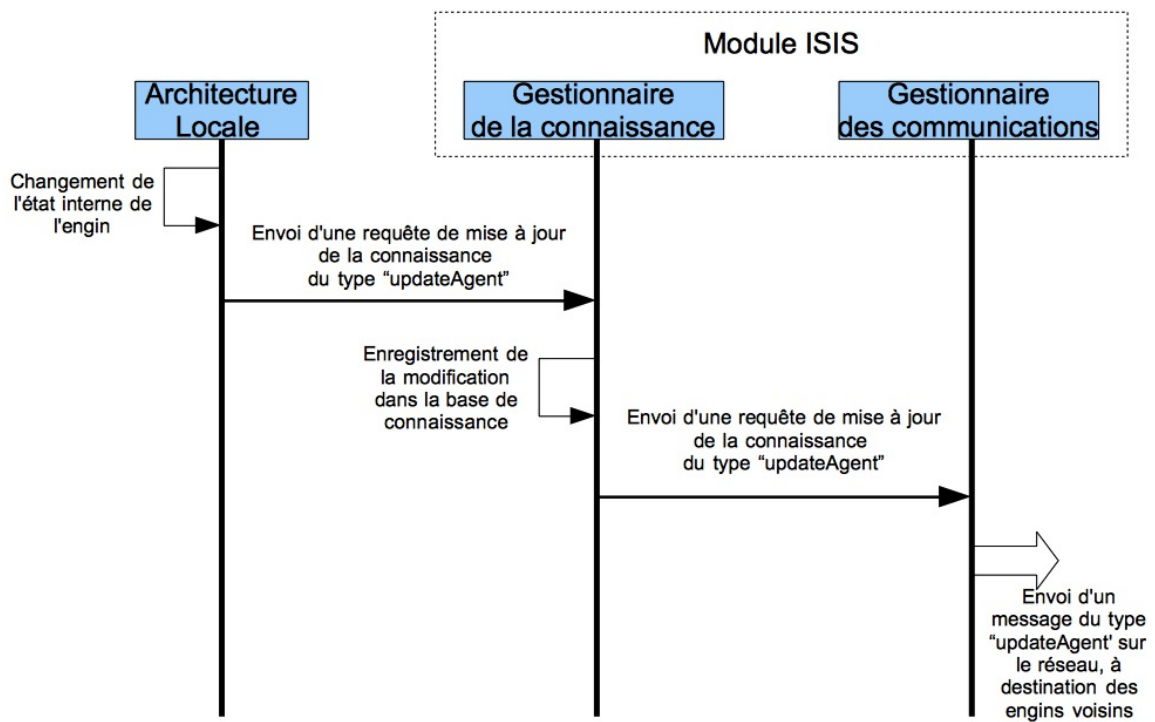 Module ISIS
Architecture
Locale
Gestionnaire
de la connaissance
Gestionnaire
des communications
Changement de
l'état interne de
l'engin
Envoi d'une requête de mise à jour
de la connaissance
du type “updateAgent”
Enregistrement de
la modification
dans la base de
connaissance
Envoi d'une requête de mise à jour
de la connaissance
du type “updateAgent”
Envoi d'un
message du type
“updateAgent' sur
le réseau, à
destination des
engins voisins